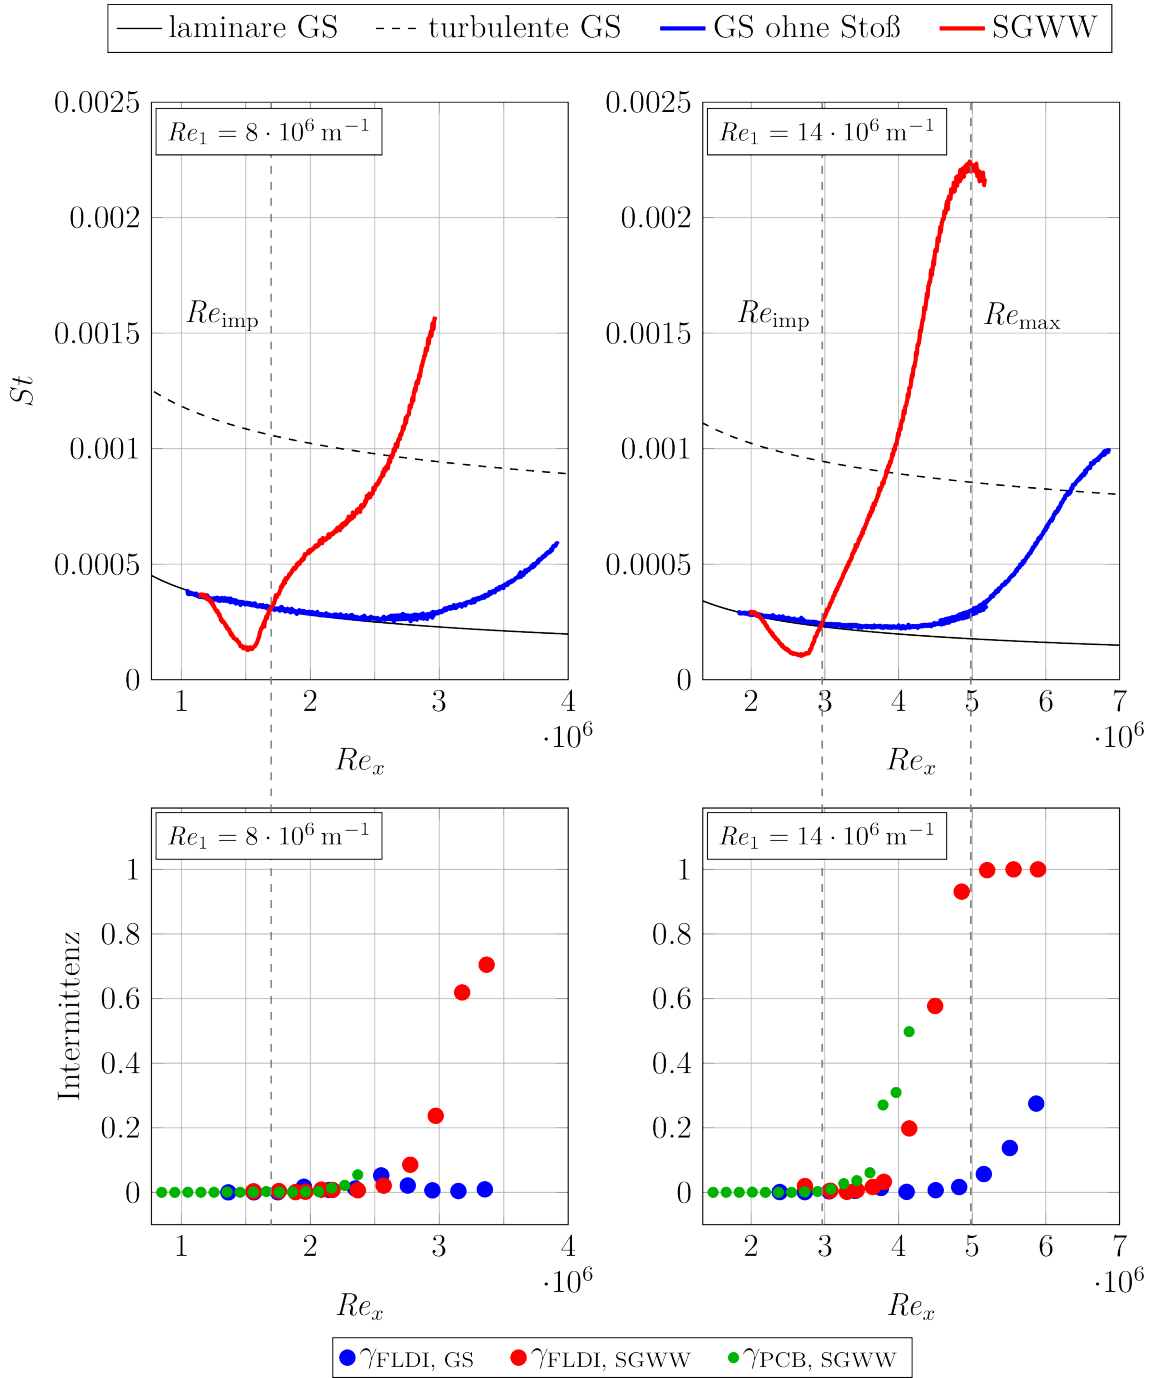 laminare GS turbulente GS GS ohne Stoß SGWW
0.0025 0.0025
Re₁ = 8 · 10⁶ m⁻¹ Re₁ = 14 · 10⁶ m⁻¹
0.002 0.002
Re_imp Re_imp Re_max
0.0015 0.0015
St
0.001 0.001
0.0005 0.0005
0 0
1 2 3 4 2 3 4 5 6 7
·10⁶ ·10⁶
Re_x Re_x
Re₁ = 8 · 10⁶ m⁻¹ Re₁ = 14 · 10⁶ m⁻¹
1 1
0.8 0.8
Intermittenz
0.6 0.6
0.4 0.4
0.2 0.2
0 0
1 2 3 4 2 3 4 5 6 7
·10⁶ ·10⁶
Re_x Re_x
γ_FLDI, GS γ_FLDI, SGWW γ_PCB, SGWW